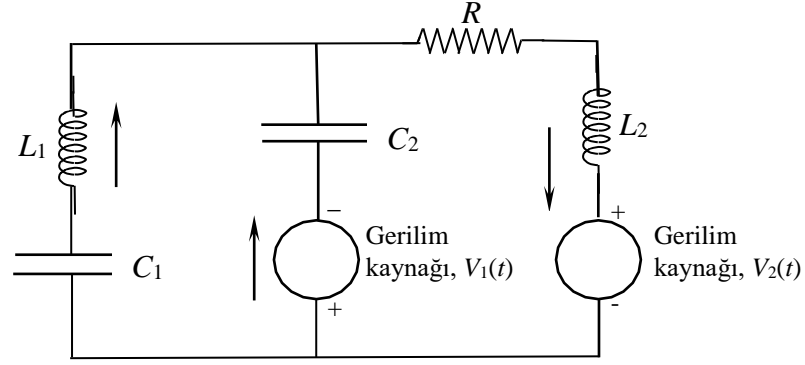 R
L1
L2
C2
C1
–
+
Gerilim
kaynağı, V1(t)
+
-
Gerilim
kaynağı, V2(t)